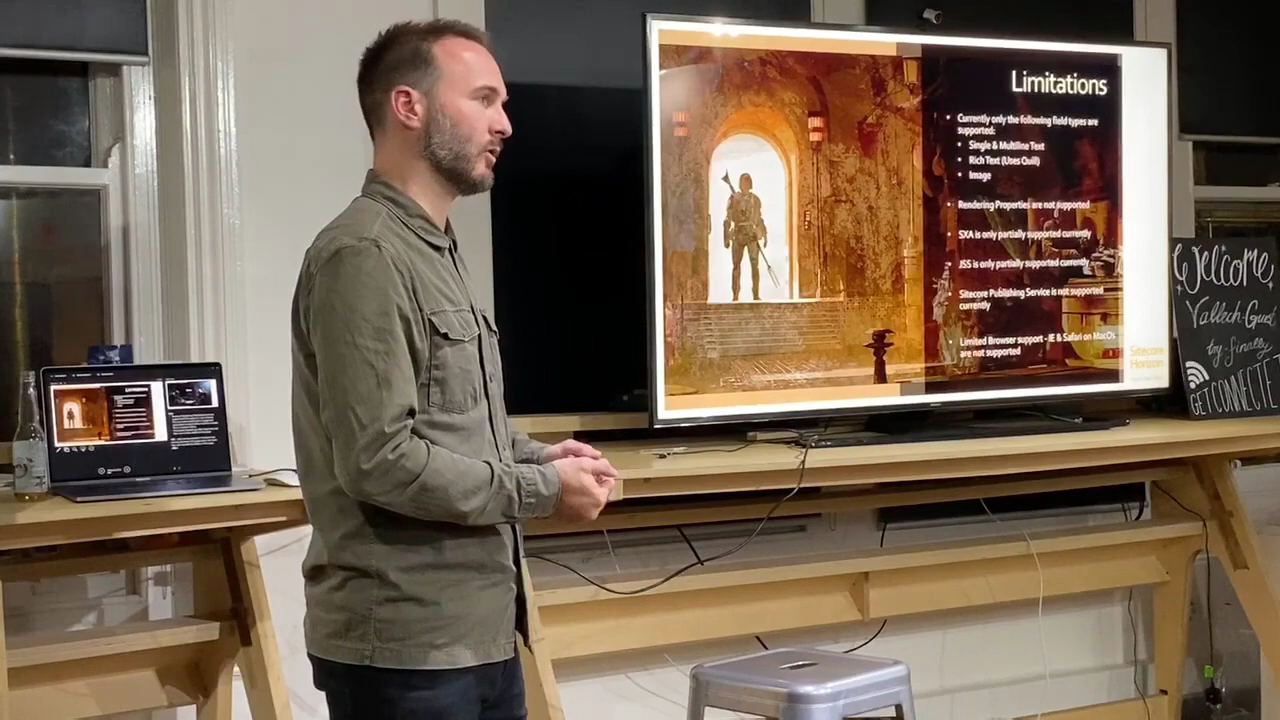 Limitations
• Currently only the following field types are
supported:
• Single & Multiline Text
• Rich Text (Uses Quill)
• Image
• Rendering Properties are not supported
• SXA is only partially supported currently
• JSS is only partially supported currently
Sitecore Publishing Service is not supported
currently
• Limited Browser support - IE & Safari on MacOs
are not supported
Sitecore
Horizon
Welcome
Valtech-Guest
GET CONNECTE
Limitations